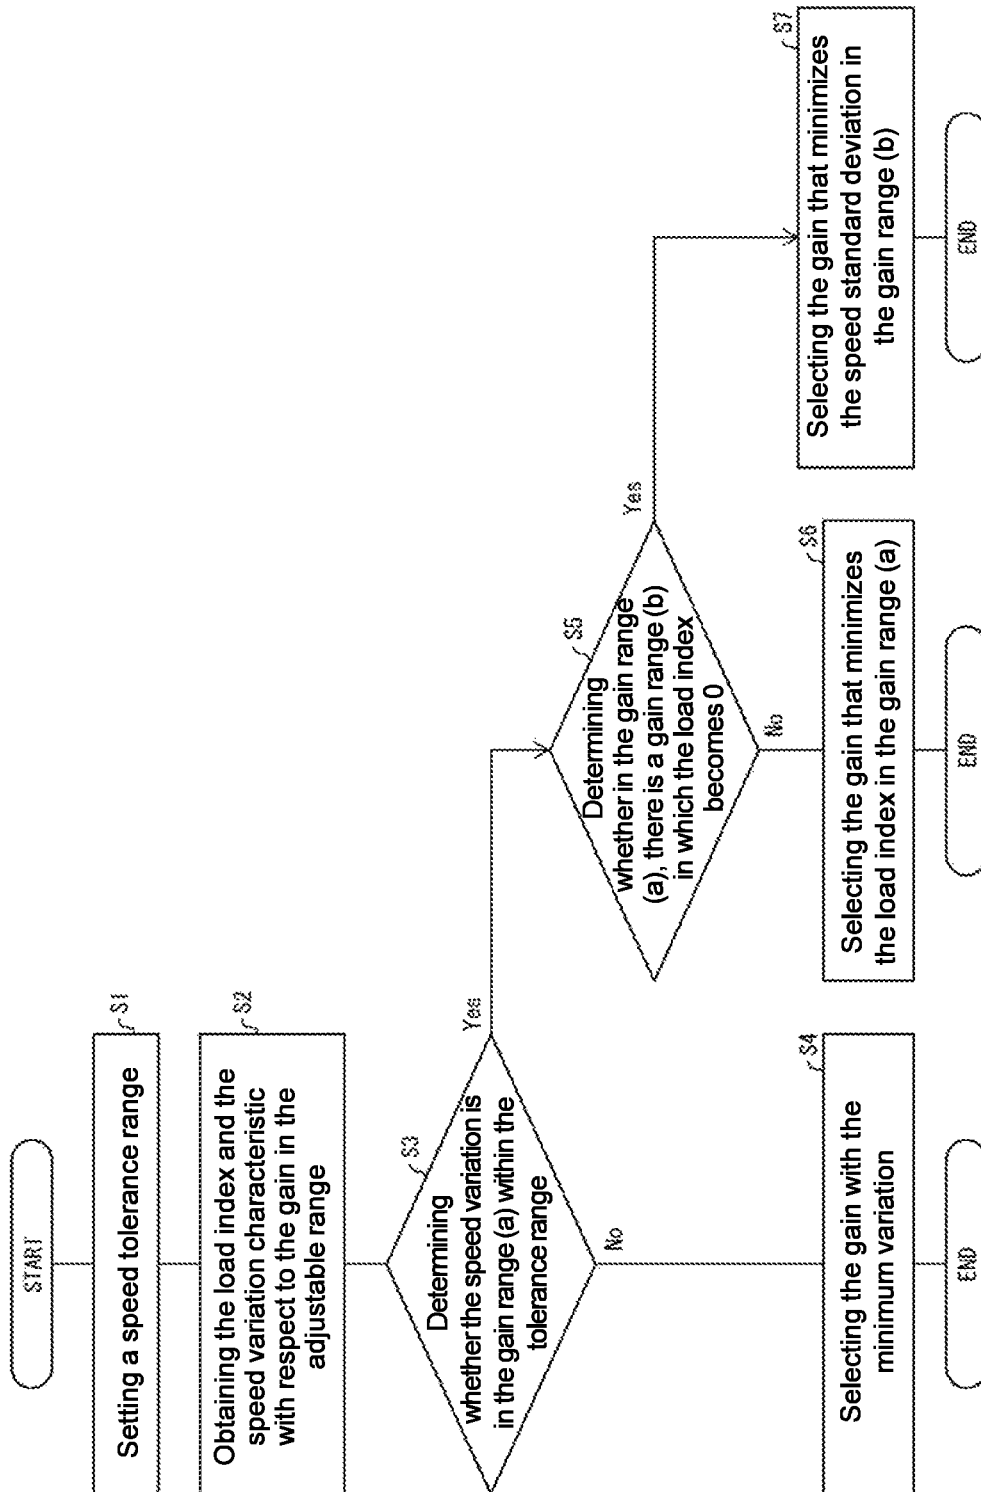 START
S1
Setting a speed tolerance range
S2
Obtaining the load index and the
speed variation characteristic
with respect to the gain in the
adjustable range
S3
Determining
whether the speed variation is
in the gain range (a) within the
tolerance range
Yes
No
S4
Selecting the gain with the
minimum variation
END
S5
Determining
whether in the gain range
(a), there is a gain range (b)
in which the load index
becomes 0
Yes
No
S6
Selecting the gain that minimizes
the load index in the gain range (a)
END
S7
Selecting the gain that minimizes
the speed standard deviation in
the gain range (b)
END